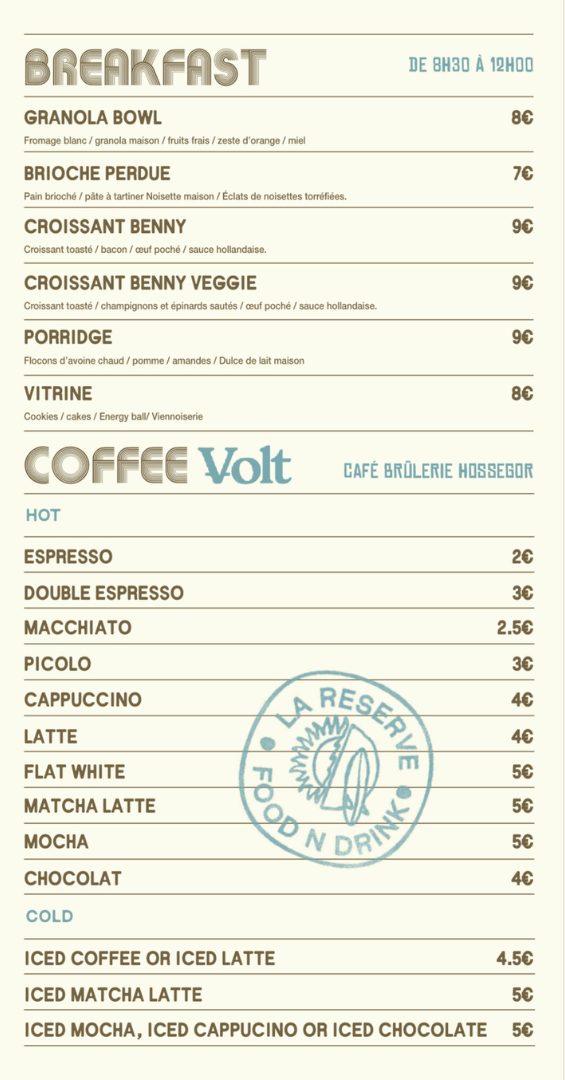 BREAKFAST DE 8H30 À 12H00
GRANOLA BOWL 8€
Fromage blanc / granola maison / fruits frais / zeste d'orange / miel
BRIOCHE PERDUE 7€
Pain brioché / pâte à tartiner Noisette maison / Éclats de noisettes torréfiées.
CROISSANT BENNY 9€
Croissant toasté / bacon / œuf poché / sauce hollandaise.
CROISSANT BENNY VEGGIE 9€
Croissant toasté / champignons et épinards sautés / œuf poché / sauce hollandaise.
PORRIDGE 9€
Flocons d'avoine chaud / pomme / amandes / Dulce de lait maison
VITRINE 8€
Cookies / cakes / Energy ball/ Viennoiserie
COFFEE Volt CAFÉ BRÛLERIE HOSSEGOR
HOT
ESPRESSO 2€
DOUBLE ESPRESSO 3€
MACCHIATO 2.5€
PICOLO 3€
CAPPUCCINO 4€
LATTE 4€
FLAT WHITE 5€
MATCHA LATTE 5€
MOCHA 5€
CHOCOLAT 4€
LA RESERVE
FOOD N DRINK
COLD
ICED COFFEE OR ICED LATTE 4.5€
ICED MATCHA LATTE 5€
ICED MOCHA, ICED CAPPUCINO OR ICED CHOCOLATE 5€